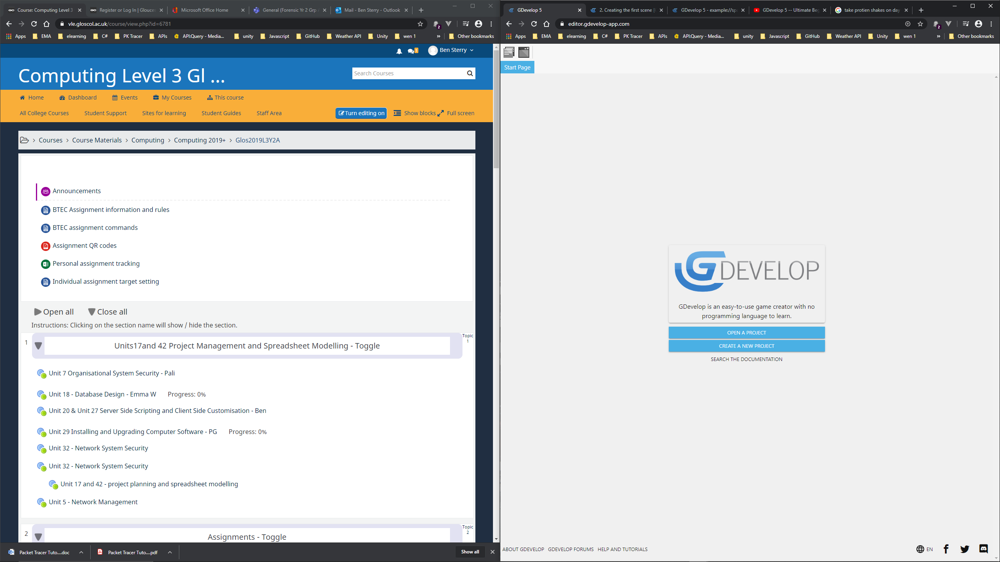 Course: Computing Level 3
Register or Log In | Glouces
Microsoft Office Home
General (Forensic Yr 2 Grp A
Mail - Ben Sterry - Outlook
vle.gloscol.ac.uk/course/view.php?id=6781
2
Apps
EMA
elearning
C#
PK Tracer
APIs
API:Query - Media...
unity
Javascript
GitHub
Weather API
Unity
wen 1
»
Other bookmarks
1
Ben Sterry
Computing Level 3 Gl ...
Search Courses
Home
Dashboard
Events
My Courses
This course
All College Courses
Student Support
Sites for learning
Student Guides
Staff Area
Turn editing on
Show blocks
Full screen
Courses > Course Materials > Computing > Computing 2019+ > Glos2019L3Y2A
Announcements
BTEC Assignment information and rules
BTEC assignment commands
Assignment QR codes
Personal assignment tracking
Individual assignment target setting
Open all
Close all
Instructions: Clicking on the section name will show / hide the section.
1
Units17and 42 Project Management and Spreadsheet Modelling - Toggle
Topic
1
Unit 7 Organisational System Security - Pali
Unit 18 - Database Design - Emma W Progress: 0%
Unit 20 & Unit 27 Server Side Scripting and Client Side Customisation - Ben
Unit 29 Installing and Upgrading Computer Software - PG Progress: 0%
Unit 32 - Network System Security
Unit 32 - Network System Security
Unit 17 and 42 - project planning and spreadsheet modelling
Unit 5 - Network Management
2
Assignments - Toggle
Topic
2
Packet Tracer Tuto....doc
Packet Tracer Tuto....pdf
Show all
GDevelop 5
2. Creating the first scene [
GDevelop 5 - example://spa
GDevelop 5 -- Ultimate Beg
take protien shakes on day
editor.gdevelop-app.com
2
Apps
EMA
elearning
C#
PK Tracer
APIs
API:Query - Media...
unity
Javascript
GitHub
Weather API
Unity
wen 1
»
Other bookmarks
Start Page
GDEVELOP
GDevelop is an easy-to-use game creator with no
programming language to learn.
OPEN A PROJECT
CREATE A NEW PROJECT
SEARCH THE DOCUMENTATION
ABOUT GDEVELOP
GDEVELOP FORUMS
HELP AND TUTORIALS
EN